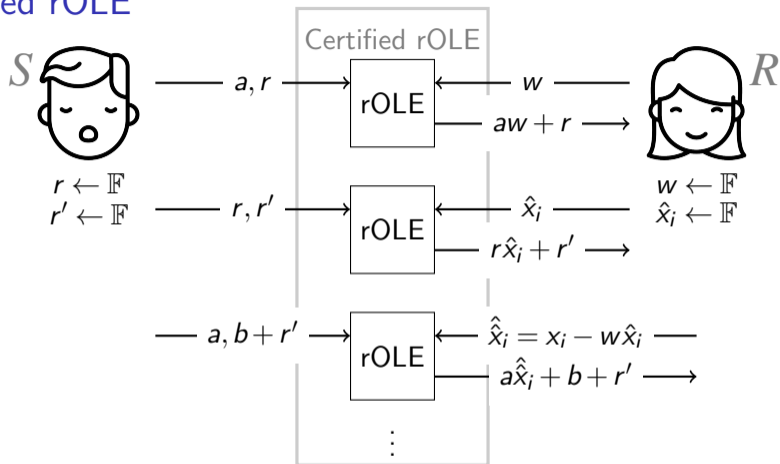 ed rOLE
Certified rOLE
S
R
a, r
rOLE
w
aw + r
r ← 𝔽
r′ ← 𝔽
w ← 𝔽
x̂ᵢ ← 𝔽
r, r′
rOLE
x̂ᵢ
rx̂ᵢ + r′
a, b + r′
rOLE
x̂̂ᵢ = xᵢ − wx̂ᵢ
ax̂̂ᵢ + b + r′
⋮